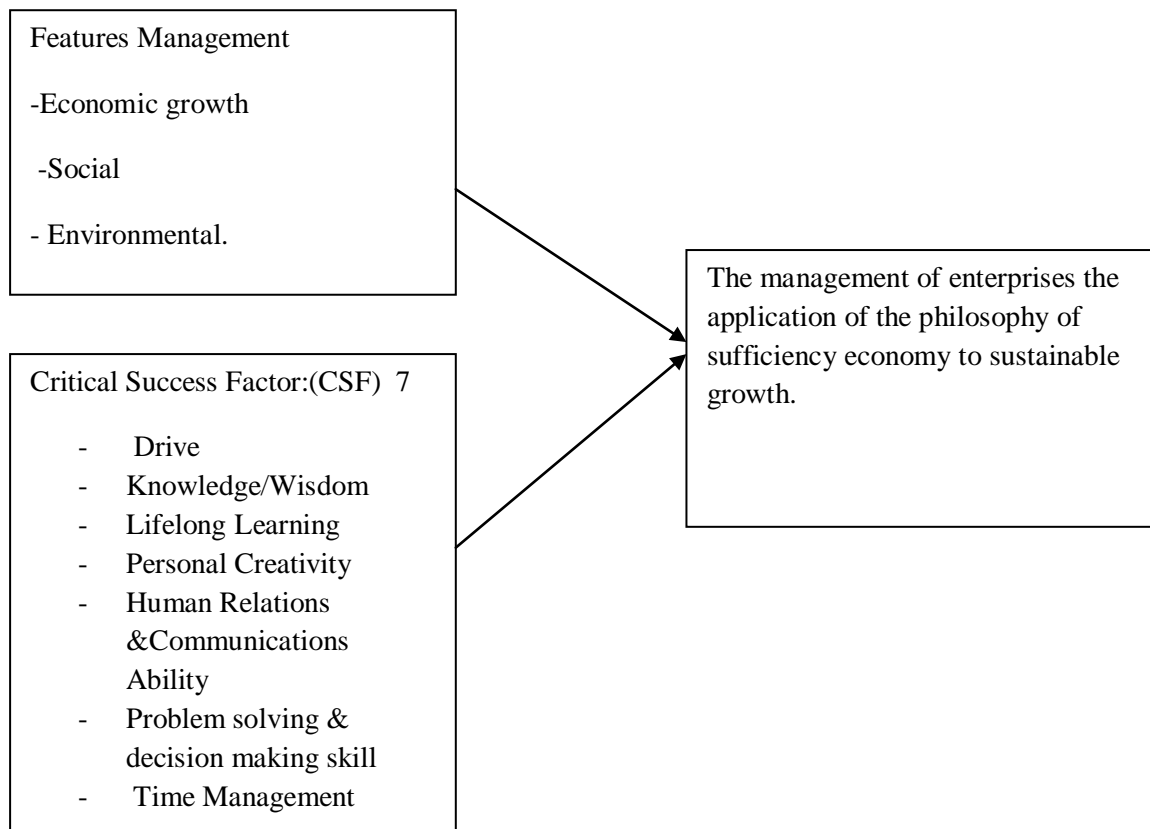 Features Management
-Economic growth
-Social
- Environmental.
The management of enterprises the
application of the philosophy of
sufficiency economy to sustainable
growth.
Critical Success Factor:(CSF) 7
- Drive
- Knowledge/Wisdom
- Lifelong Learning
- Personal Creativity
- Human Relations
&Communications
Ability
- Problem solving &
decision making skill
- Time Management